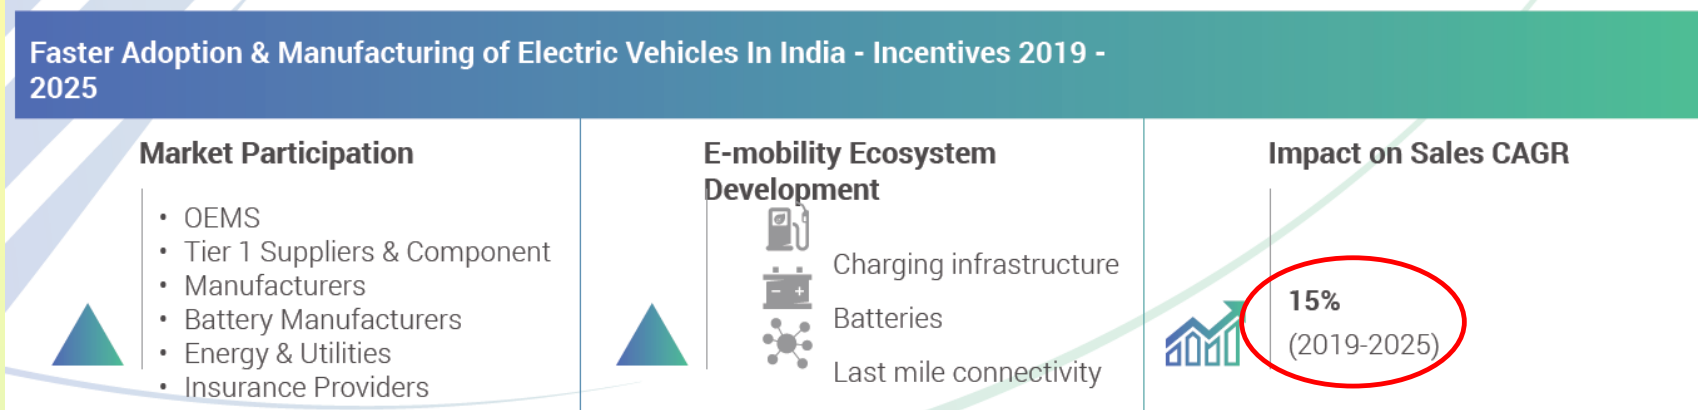 Faster Adoption & Manufacturing of Electric Vehicles In India - Incentives 2019 -
2025
Market Participation
• OEMS
• Tier 1 Suppliers & Component
• Manufacturers
• Battery Manufacturers
• Energy & Utilities
• Insurance Providers
E-mobility Ecosystem
Development
Charging infrastructure
Batteries
Last mile connectivity
Impact on Sales CAGR
15%
(2019-2025)